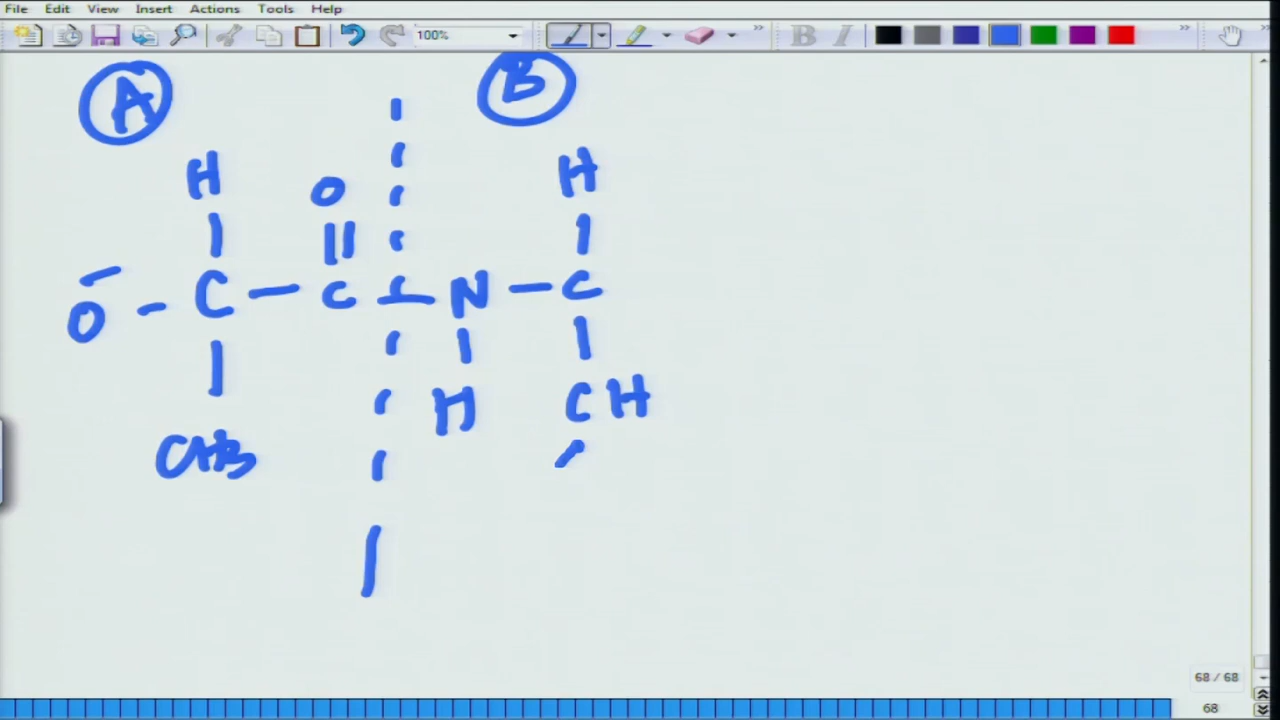 File Edit View Insert Actions Tools Help
100%
B I
A B
H O H
O⁻ - C - C - N - C
H CH
CH3
68 / 68
68